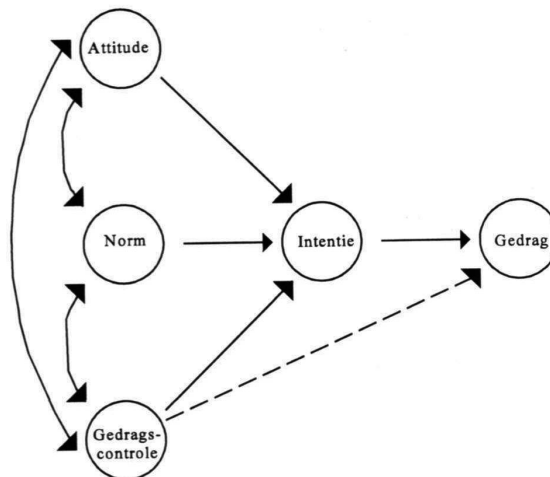 Attitude
Norm
Intentie
Gedrag
Gedrags-
controle